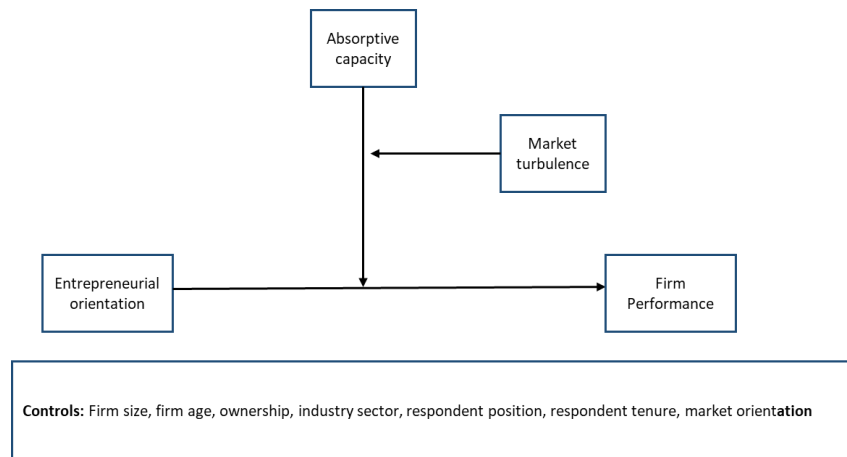 Absorptive
capacity
Market
turbulence
Entrepreneurial
orientation
Firm
Performance
Controls: Firm size, firm age, ownership, industry sector, respondent position, respondent tenure, market orientation